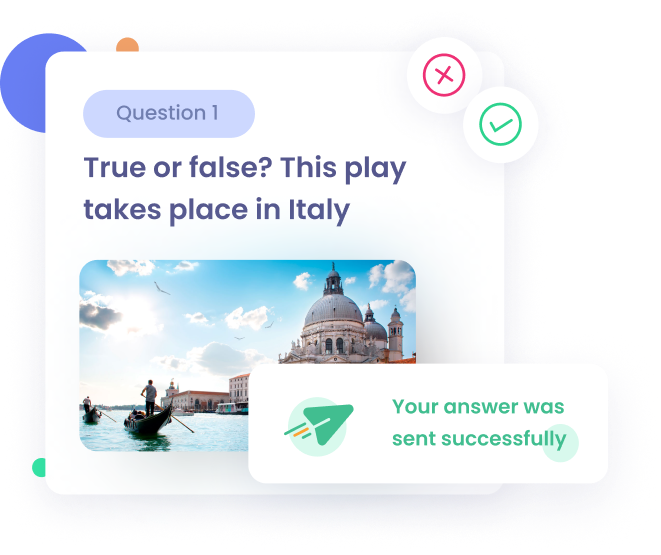 Question 1
True or false? This play
takes place in Italy
Your answer was
sent successfully